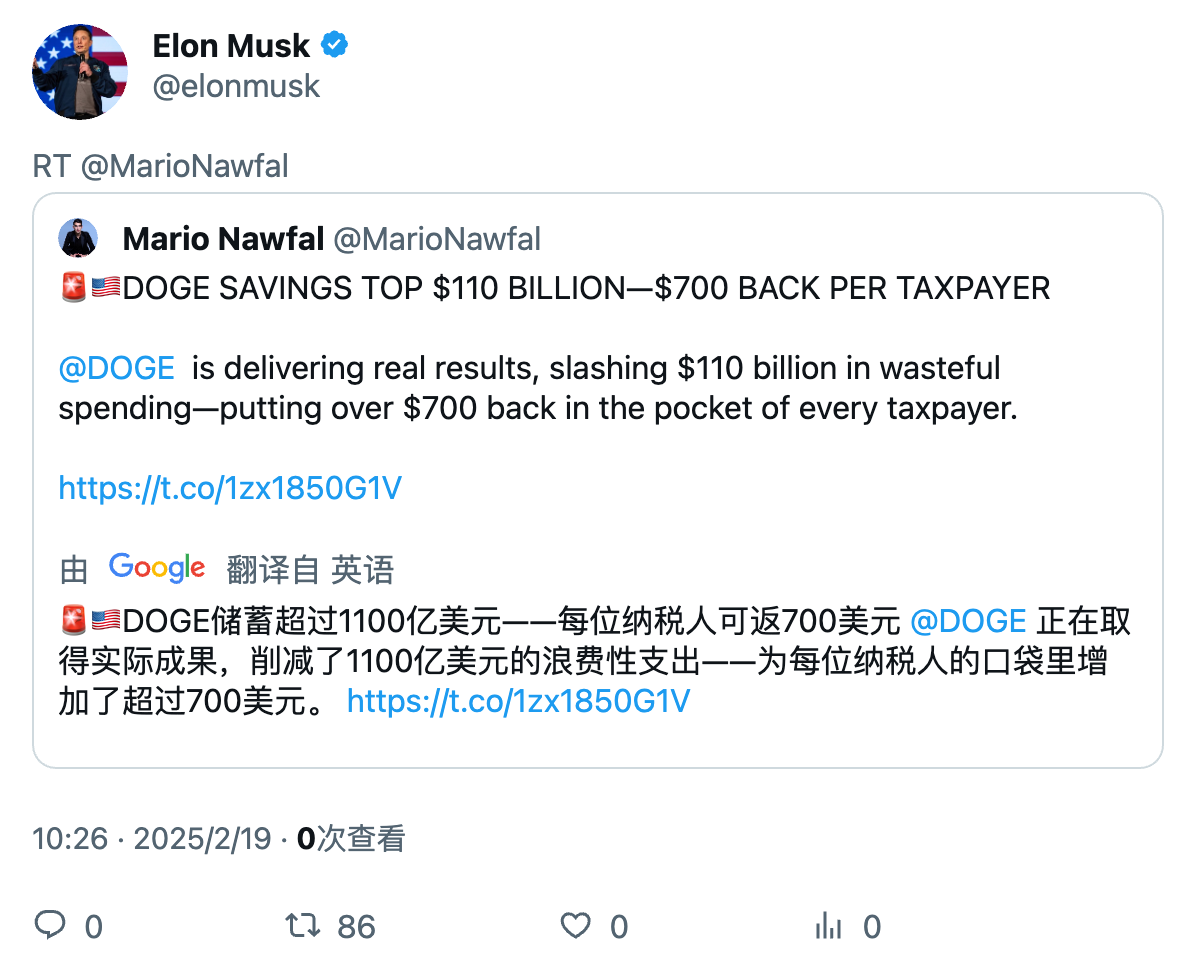 Elon Musk
@elonmusk
RT @MarioNawfal
Mario Nawfal @MarioNawfal
🚨🇺🇸DOGE SAVINGS TOP $110 BILLION—$700 BACK PER TAXPAYER
@DOGE is delivering real results, slashing $110 billion in wasteful
spending—putting over $700 back in the pocket of every taxpayer.
https://t.co/1zx1850G1V
由 Google 翻译自 英语
🚨🇺🇸DOGE储蓄超过1100亿美元——每位纳税人可返700美元 @DOGE 正在取
得实际成果，削减了1100亿美元的浪费性支出——为每位纳税人的口袋里增
加了超过700美元。 https://t.co/1zx1850G1V
10:26 · 2025/2/19 · 0次查看
0 86 0 0